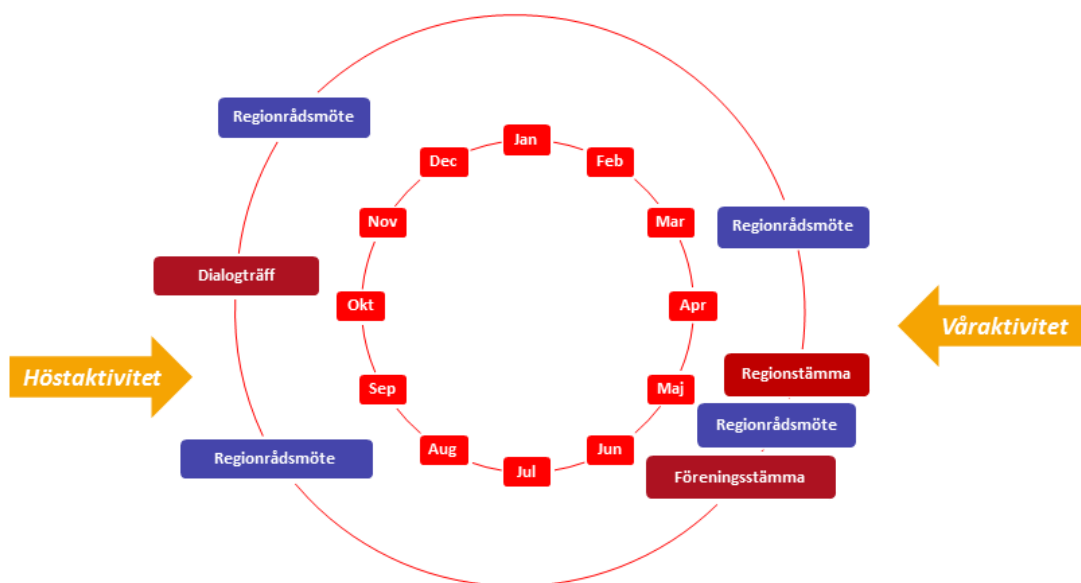 Regionrådsmöte
Jan
Dec
Feb
Nov
Mar
Regionrådsmöte
Dialogträff
Okt
Apr
Våraktivitet
Höstaktivitet
Sep
Maj
Regionstämma
Regionrådsmöte
Aug
Jun
Regionrådsmöte
Jul
Föreningsstämma